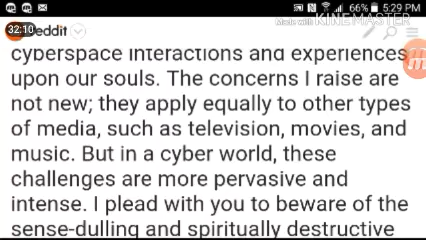 66% 5:29 PM
Made with KINEMASTER
32:10 eddit
cyberspace interactions and experiences
upon our souls. The concerns I raise are
not new; they apply equally to other types
of media, such as television, movies, and
music. But in a cyber world, these
challenges are more pervasive and
intense. I plead with you to beware of the
sense-dulling and spiritually destructive